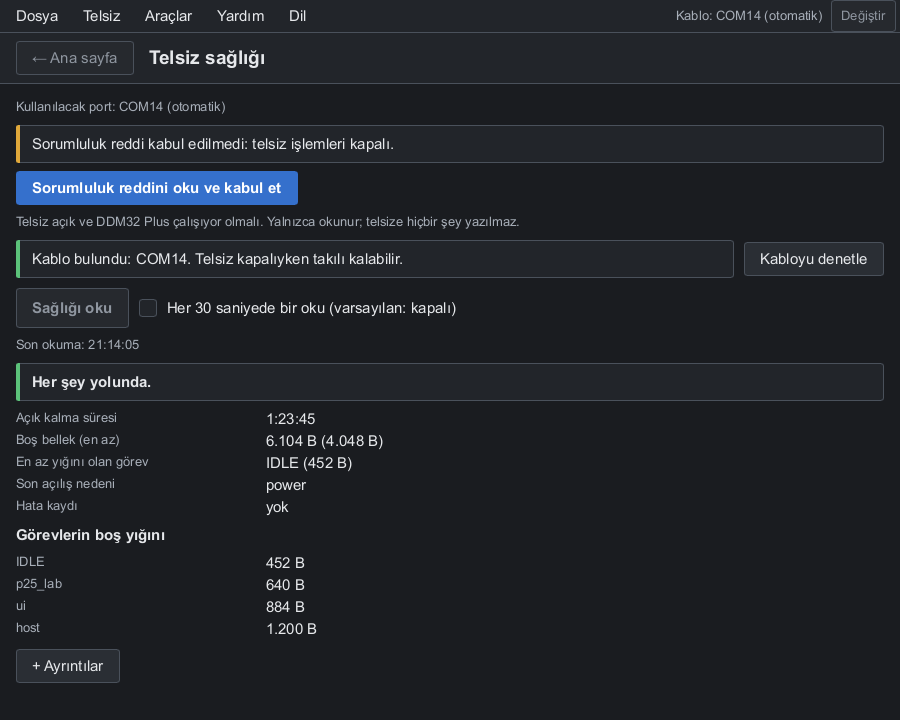 Dosya Telsiz Araçlar Yardım Dil Kablo: COM14 (otomatik) Değiştir
← Ana sayfa Telsiz sağlığı
Kullanılacak port: COM14 (otomatik)
Sorumluluk reddi kabul edilmedi: telsiz işlemleri kapalı.
Sorumluluk reddini oku ve kabul et
Telsiz açık ve DDM32 Plus çalışıyor olmalı. Yalnızca okunur; telsize hiçbir şey yazılmaz.
Kablo bulundu: COM14. Telsiz kapalıyken takılı kalabilir. Kabloyu denetle
Sağlığı oku Her 30 saniyede bir oku (varsayılan: kapalı)
Son okuma: 21:14:05
Her şey yolunda.
Açık kalma süresi 1:23:45
Boş bellek (en az) 6.104 B (4.048 B)
En az yığını olan görev IDLE (452 B)
Son açılış nedeni power
Hata kaydı yok
Görevlerin boş yığını
IDLE 452 B
p25_lab 640 B
ui 884 B
host 1.200 B
+ Ayrıntılar